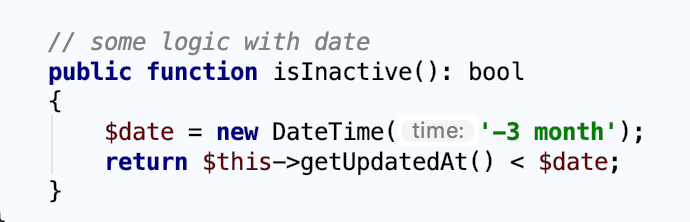 // some logic with date
public function isInactive(): bool
{
$date = new DateTime( time: '-3 month');
return $this->getUpdatedAt() < $date;
}